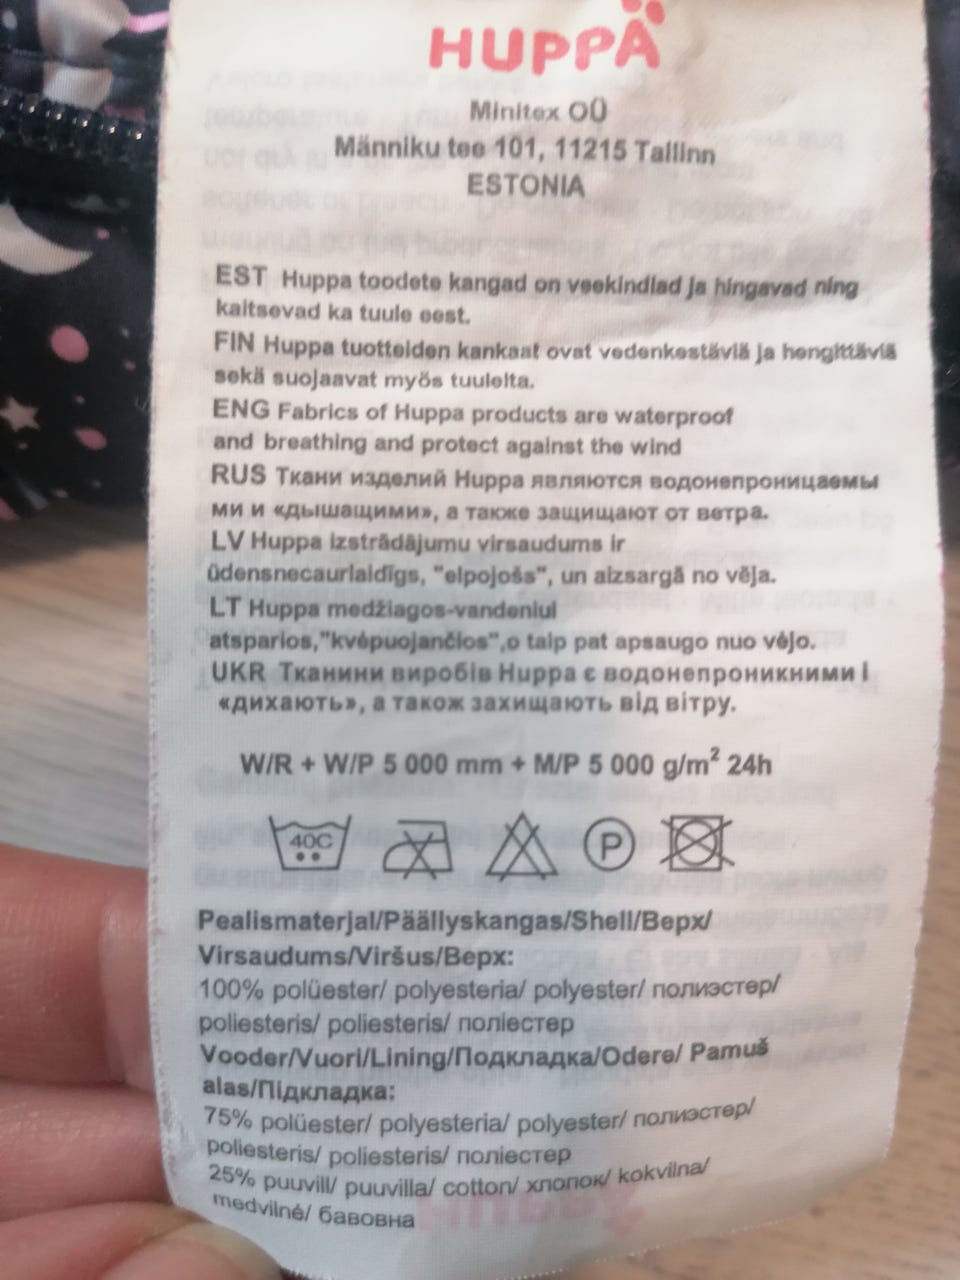 HUPPA
Minitex OÜ
Männiku tee 101, 11215 Tallinn
ESTONIA
EST Huppa toodete kangad on veekindlad ja hingavad ning
kaitsevad ka tuule eest.
FIN Huppa tuotteiden kankaat ovat vedenkestäviä ja hengittäviä
sekä suojaavat myös tuulelta.
ENG Fabrics of Huppa products are waterproof
and breathing and protect against the wind
RUS Ткани изделий Huppa являются водонепроницаемы
ми и «дышащими», а также защищают от ветра.
LV Huppa izstrādājumu virsaudums ir
ūdensnecaurlaidīgs, "elpojošs", un aizsargā no vēja.
LT Huppa medžiagos-vandeniui
atsparios,"kvėpuojančios",o taip pat apsaugo nuo vėjo.
UKR Тканини виробів Huppa є водонепроникними і
«дихають», а також захищають від вітру.
W/R + W/P 5 000 mm + M/P 5 000 g/m² 24h
40C P
Pealismaterjal/Päällyskangas/Shell/Верх/
Virsaudums/Viršus/Верх:
100% polüester/ polyesteria/ polyester/ полиэстер/
poliesteris/ poliesteris/ поліестер
Vooder/Vuori/Lining/Подкладка/Odere/ Pamuš
alas/Підкладка:
75% polüester/ polyesteria/ polyester/ полиэстер/
poliesteris/ poliesteris/ поліестер
25% puuvill/ puuvilla/ cotton/ хлопок/ kokvilna/
medvilnė/ бавовна